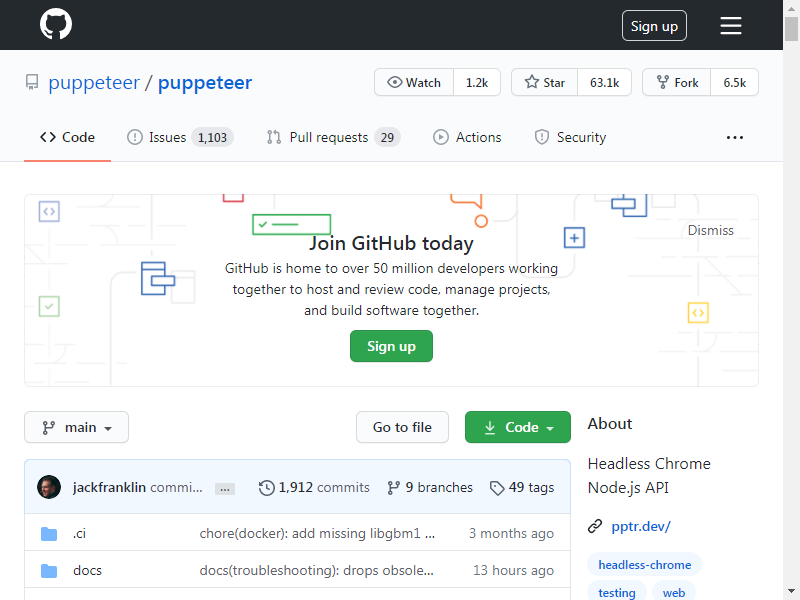 Sign up
puppeteer / puppeteer
Watch 1.2k Star 63.1k Fork 6.5k
Code Issues 1,103 Pull requests 29 Actions Security ...
Dismiss
Join GitHub today
GitHub is home to over 50 million developers working
together to host and review code, manage projects,
and build software together.
Sign up
main Go to file Code
jackfranklin commi... ... 1,912 commits 9 branches 49 tags
.ci chore(docker): add missing libgbm1 ... 3 months ago
docs docs(troubleshooting): drops obsole... 13 hours ago
About
Headless Chrome
Node.js API
pptr.dev/
headless-chrome
testing web